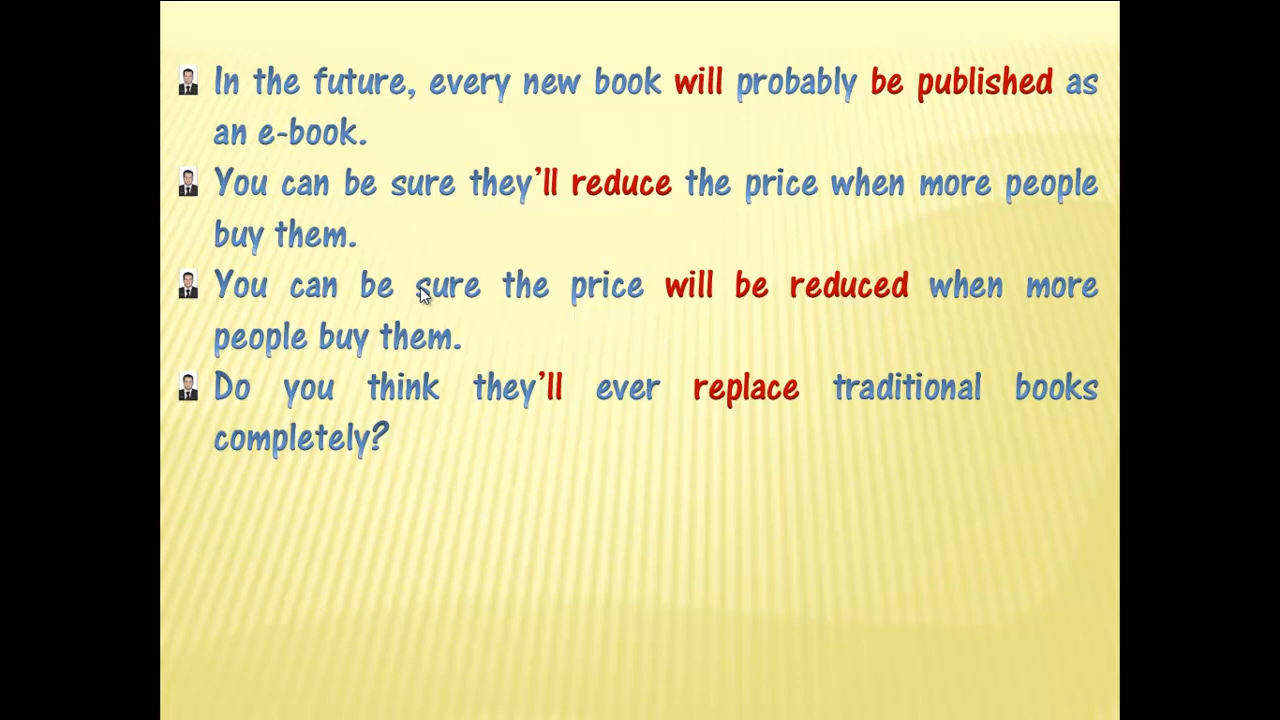 In the future, every new book will probably be published as
an e-book.
You can be sure they'll reduce the price when more people
buy them.
You can be sure the price will be reduced when more
people buy them.
Do you think they'll ever replace traditional books
completely?